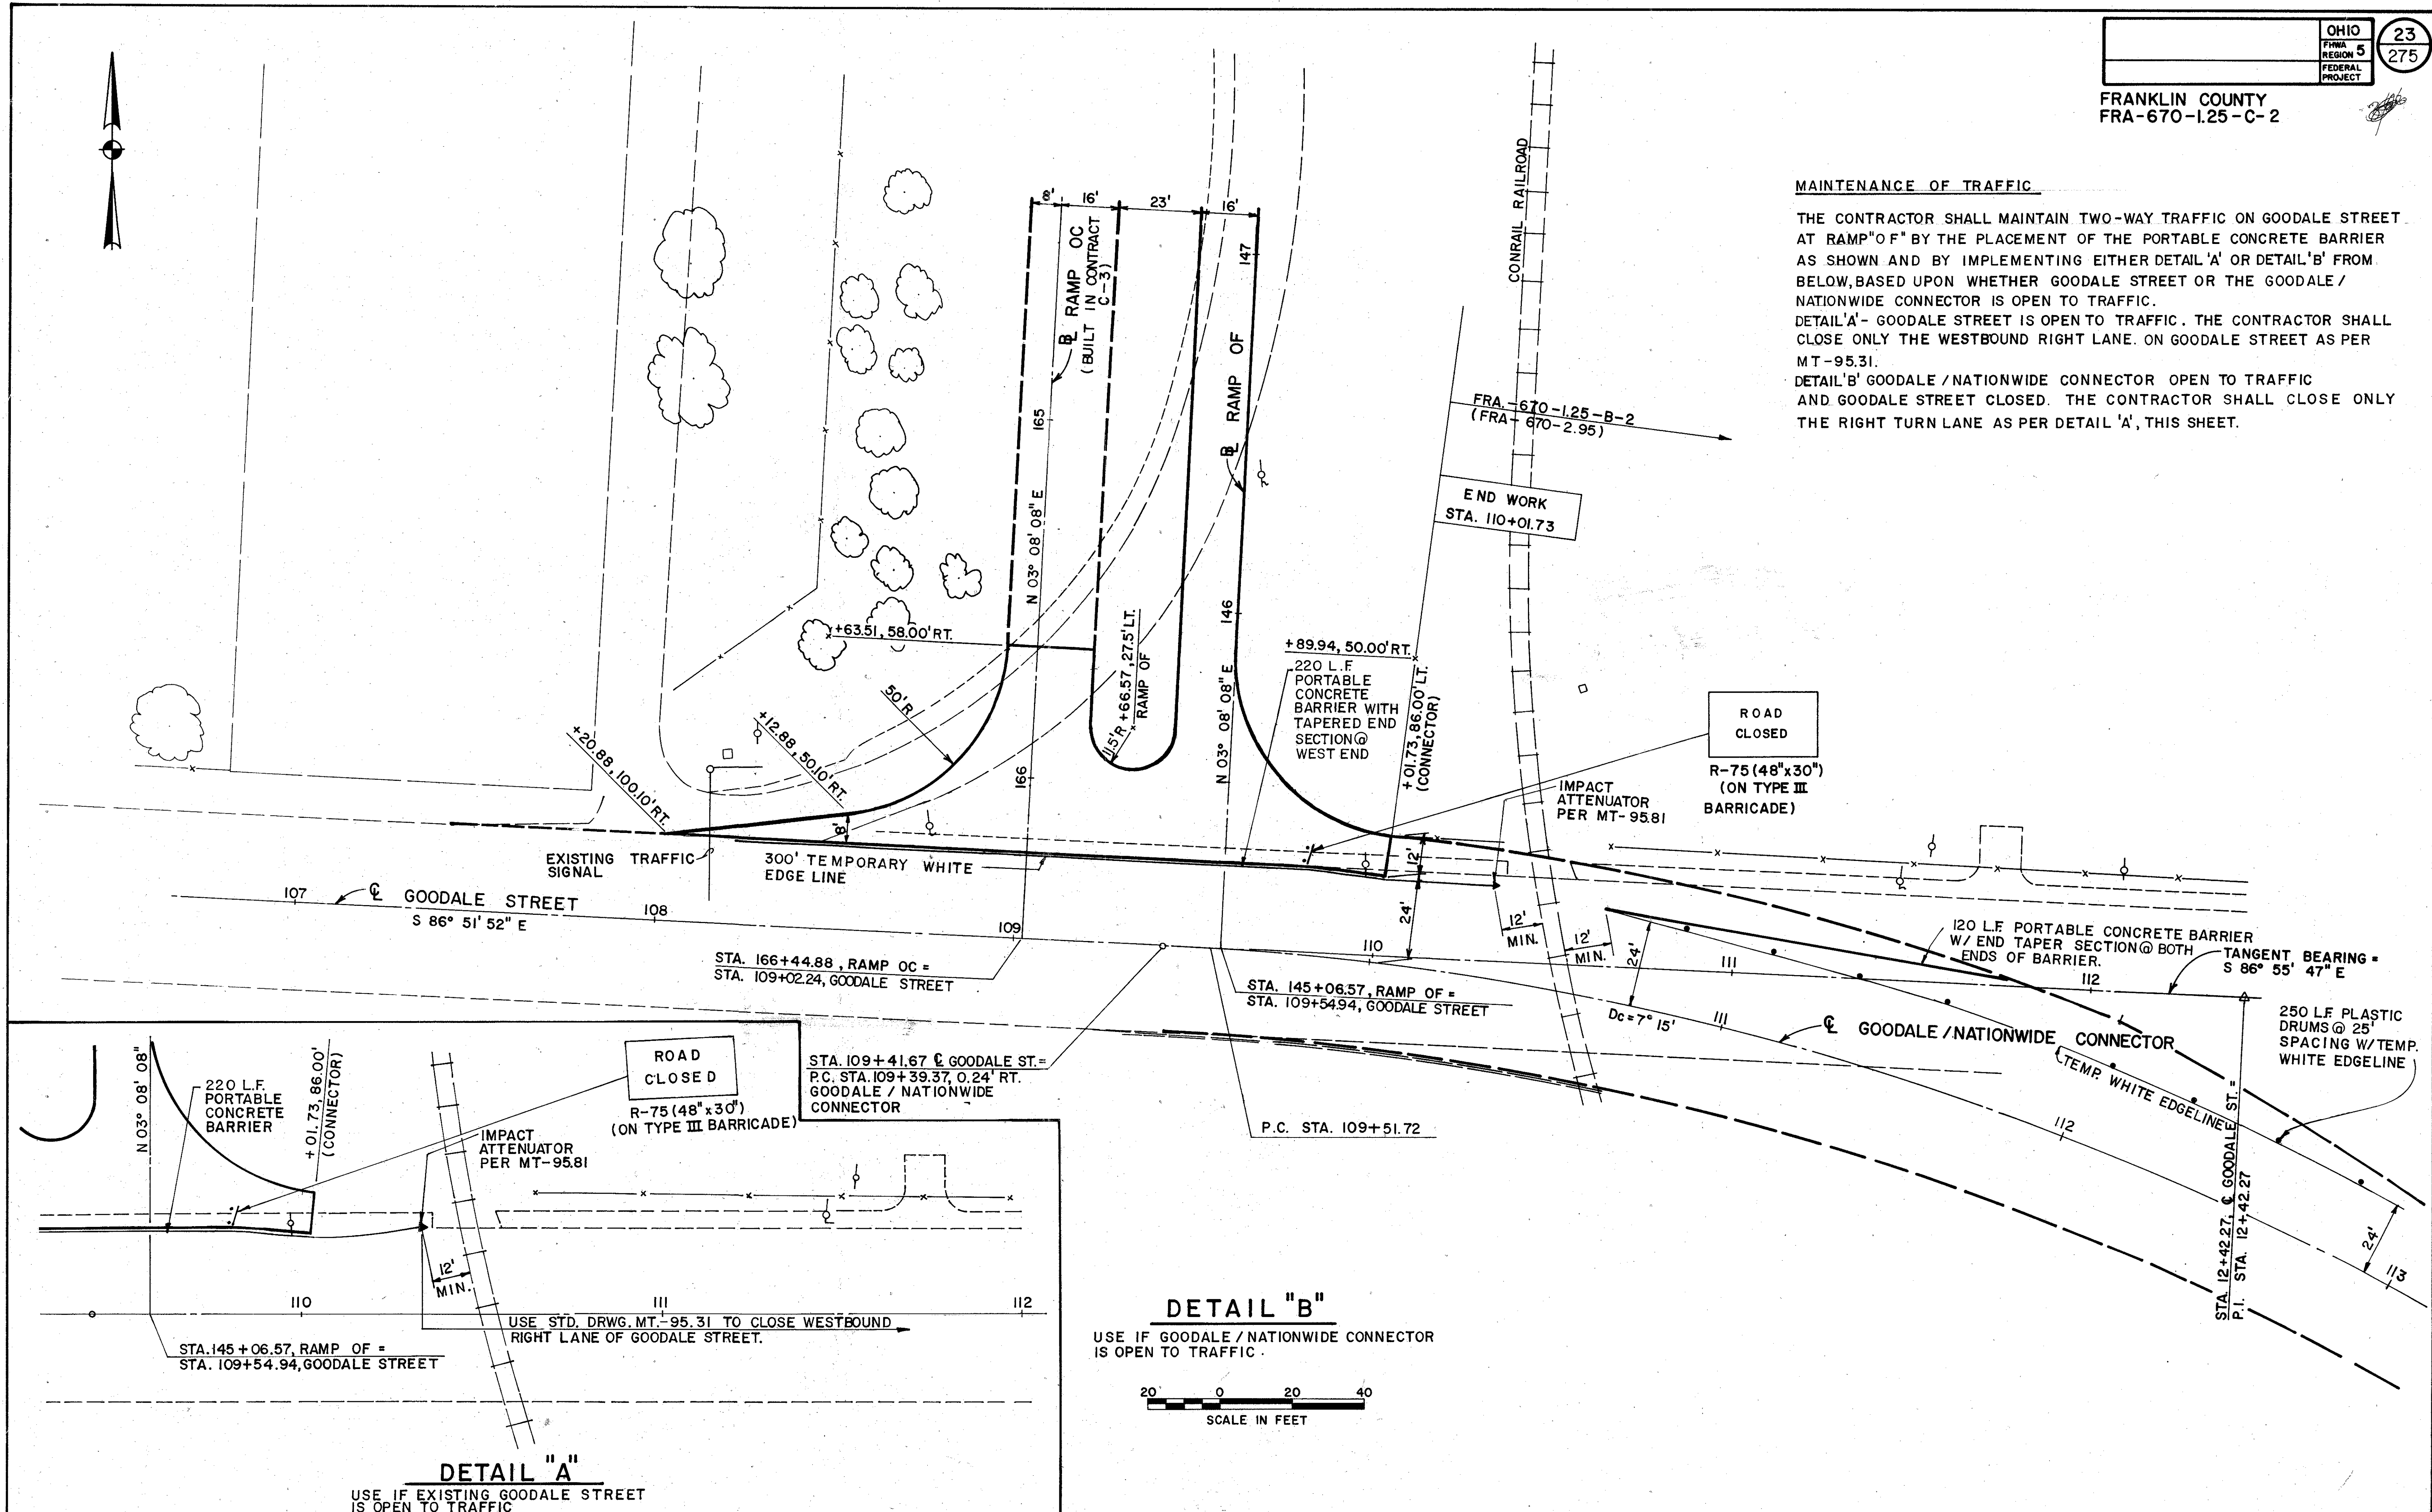 OHIO
FHWA
REGION 5
FEDERAL
PROJECT
23
275
FRANKLIN COUNTY
FRA-670-1.25-C-2
MAINTENANCE OF TRAFFIC
THE CONTRACTOR SHALL MAINTAIN TWO-WAY TRAFFIC ON GOODALE STREET
AT RAMP "OF" BY THE PLACEMENT OF THE PORTABLE CONCRETE BARRIER
AS SHOWN AND BY IMPLEMENTING EITHER DETAIL 'A' OR DETAIL 'B' FROM
BELOW, BASED UPON WHETHER GOODALE STREET OR THE GOODALE/
NATIONWIDE CONNECTOR IS OPEN TO TRAFFIC.
DETAIL 'A' - GOODALE STREET IS OPEN TO TRAFFIC. THE CONTRACTOR SHALL
CLOSE ONLY THE WESTBOUND RIGHT LANE. ON GOODALE STREET AS PER
MT-95.31.
DETAIL 'B' GOODALE/NATIONWIDE CONNECTOR OPEN TO TRAFFIC
AND GOODALE STREET CLOSED. THE CONTRACTOR SHALL CLOSE ONLY
THE RIGHT TURN LANE AS PER DETAIL 'A', THIS SHEET.
8'
16'
23'
16'
℄ RAMP OC
(BUILT IN CONTRACT
C-3)
165
N 03° 08' 08" E
166
147
℄ RAMP OF
146
N 03° 08' 08" E
CONRAIL RAILROAD
FRA.-670-1.25-B-2
(FRA-670-2.95)
END WORK
STA. 110+01.73
+63.51, 58.00' RT.
50' R
11.5' R
+66.57, 27.5' LT.
RAMP OF
+89.94, 50.00' RT.
220 L.F.
PORTABLE
CONCRETE
BARRIER WITH
TAPERED END
SECTION @
WEST END
+01.73, 86.00' LT.
(CONNECTOR)
ROAD
CLOSED
R-75 (48"x30")
(ON TYPE III
BARRICADE)
IMPACT
ATTENUATOR
PER MT-95.81
+20.88, 100.10' RT.
+12.88, 50.10' RT.
8'
EXISTING TRAFFIC
SIGNAL
300' TEMPORARY WHITE
EDGE LINE
12'
24'
12'
MIN.
12'
MIN.
24'
107
℄ GOODALE STREET
S 86° 51' 52" E
108
109
110
111
112
STA. 166+44.88, RAMP OC =
STA. 109+02.24, GOODALE STREET
STA. 145+06.57, RAMP OF =
STA. 109+54.94, GOODALE STREET
120 L.F. PORTABLE CONCRETE BARRIER
W/ END TAPER SECTION @ BOTH
ENDS OF BARRIER.
TANGENT BEARING =
S 86° 55' 47" E
Dc = 7° 15'
111
℄ GOODALE/NATIONWIDE CONNECTOR
250 L.F. PLASTIC
DRUMS @ 25'
SPACING W/TEMP.
WHITE EDGELINE
TEMP. WHITE EDGELINE
112
113
24'
STA. 12+42.27, ℄ GOODALE ST. =
P.I. STA. 12+42.27
STA. 109+41.67 ℄ GOODALE ST. =
P.C. STA. 109+39.37, 0.24' RT.
GOODALE / NATIONWIDE
CONNECTOR
P.C. STA. 109+51.72
N 03° 08' 08"
220 L.F.
PORTABLE
CONCRETE
BARRIER
+01.73, 86.00'
(CONNECTOR)
ROAD
CLOSED
R-75 (48"x30")
(ON TYPE III BARRICADE)
IMPACT
ATTENUATOR
PER MT-95.81
12'
MIN.
110
111
112
USE STD. DRWG. MT.-95.31 TO CLOSE WESTBOUND
RIGHT LANE OF GOODALE STREET.
STA. 145+06.57, RAMP OF =
STA. 109+54.94, GOODALE STREET
DETAIL "A"
USE IF EXISTING GOODALE STREET
IS OPEN TO TRAFFIC
DETAIL "B"
USE IF GOODALE / NATIONWIDE CONNECTOR
IS OPEN TO TRAFFIC.
20 0 20 40
SCALE IN FEET